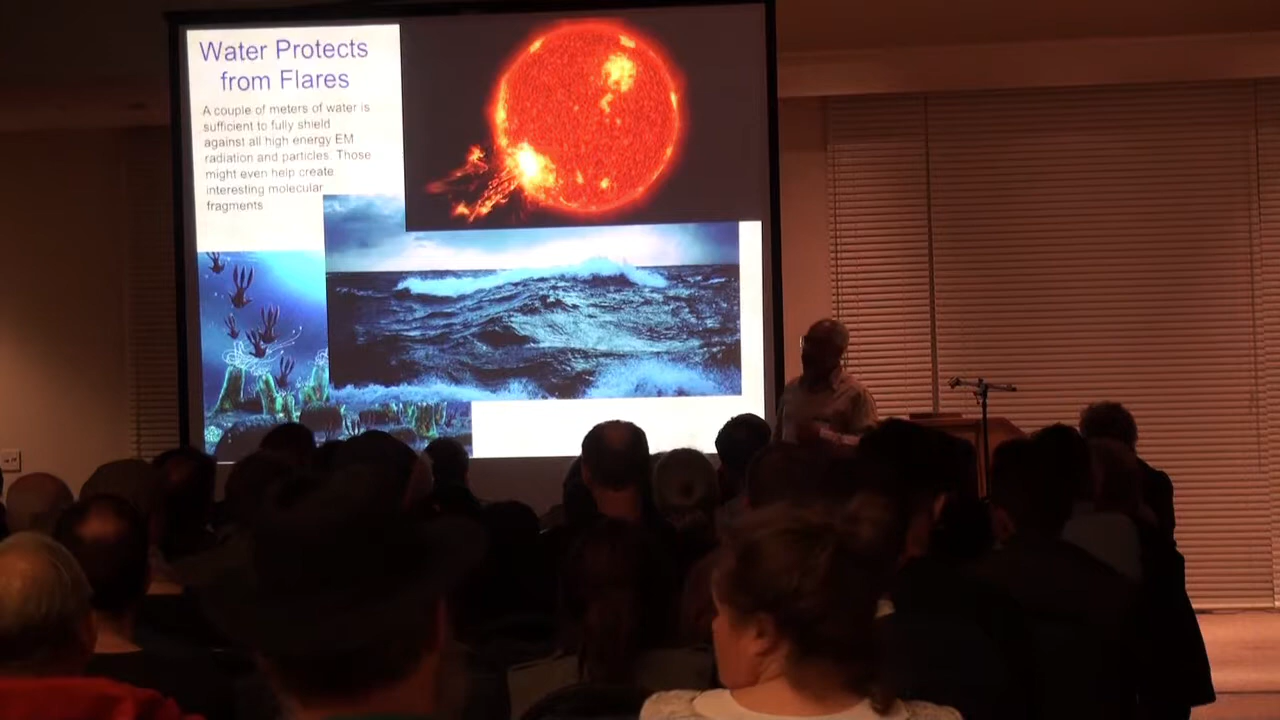 Water Protects
from Flares
A couple of meters of water is
sufficient to fully shield
against all high energy EM
radiation and particles. Those
might even help create
interesting molecular
fragments